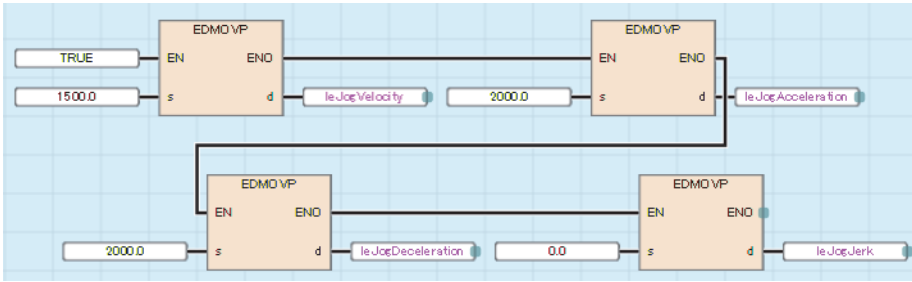 EDMOVP EDMOVP
TRUE EN ENO EN ENO
1500.0 s d leJogVelocity 2000.0 s d leJogAcceleration
EDMOVP EDMOVP
EN ENO EN ENO
2000.0 s d leJogDeceleration 0.0 s d leJogJerk